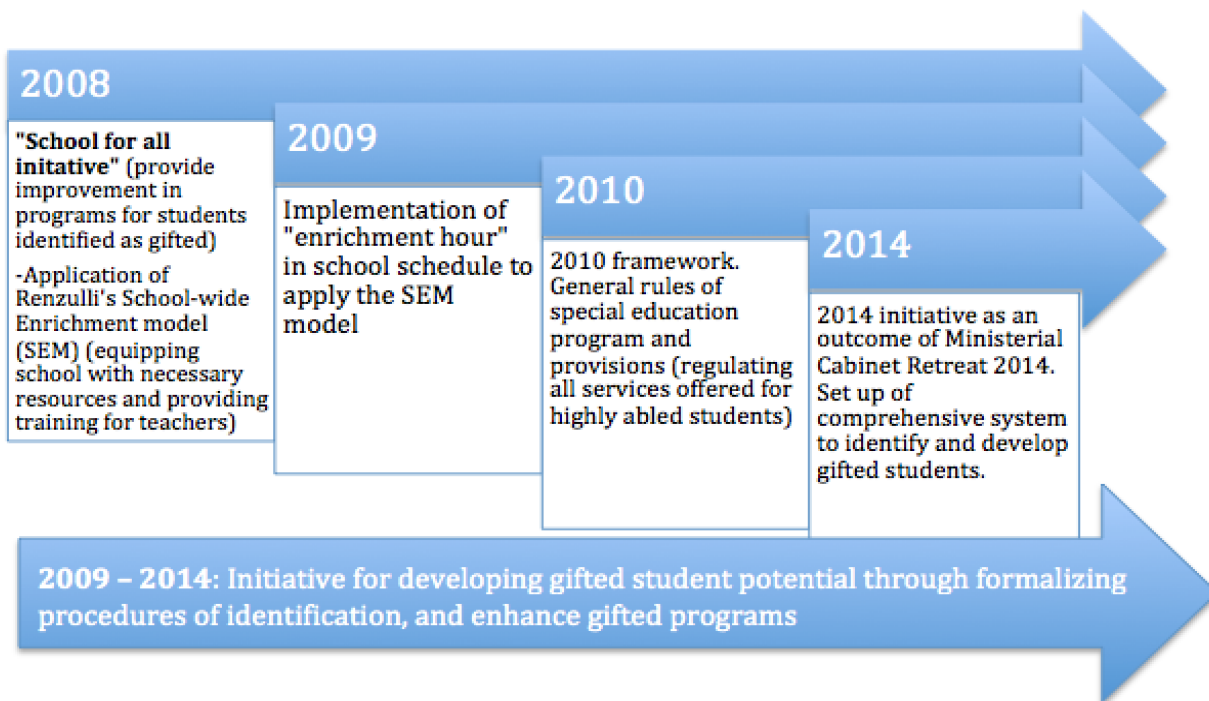 2008
"School for all
initative" (provide
improvement in
programs for students
identified as gifted)
-Application of
Renzulli's School-wide
Enrichment model
(SEM) (equipping
school with necessary
resources and providing
training for teachers)
2009
Implementation of
"enrichment hour"
in school schedule to
apply the SEM
model
2010
2010 framework.
General rules of
special education
program and
provisions (regulating
all services offered for
highly abled students)
2014
2014 initiative as an
outcome of Ministerial
Cabinet Retreat 2014.
Set up of
comprehensive system
to identify and develop
gifted students.
2009 – 2014: Initiative for developing gifted student potential through formalizing
procedures of identification, and enhance gifted programs